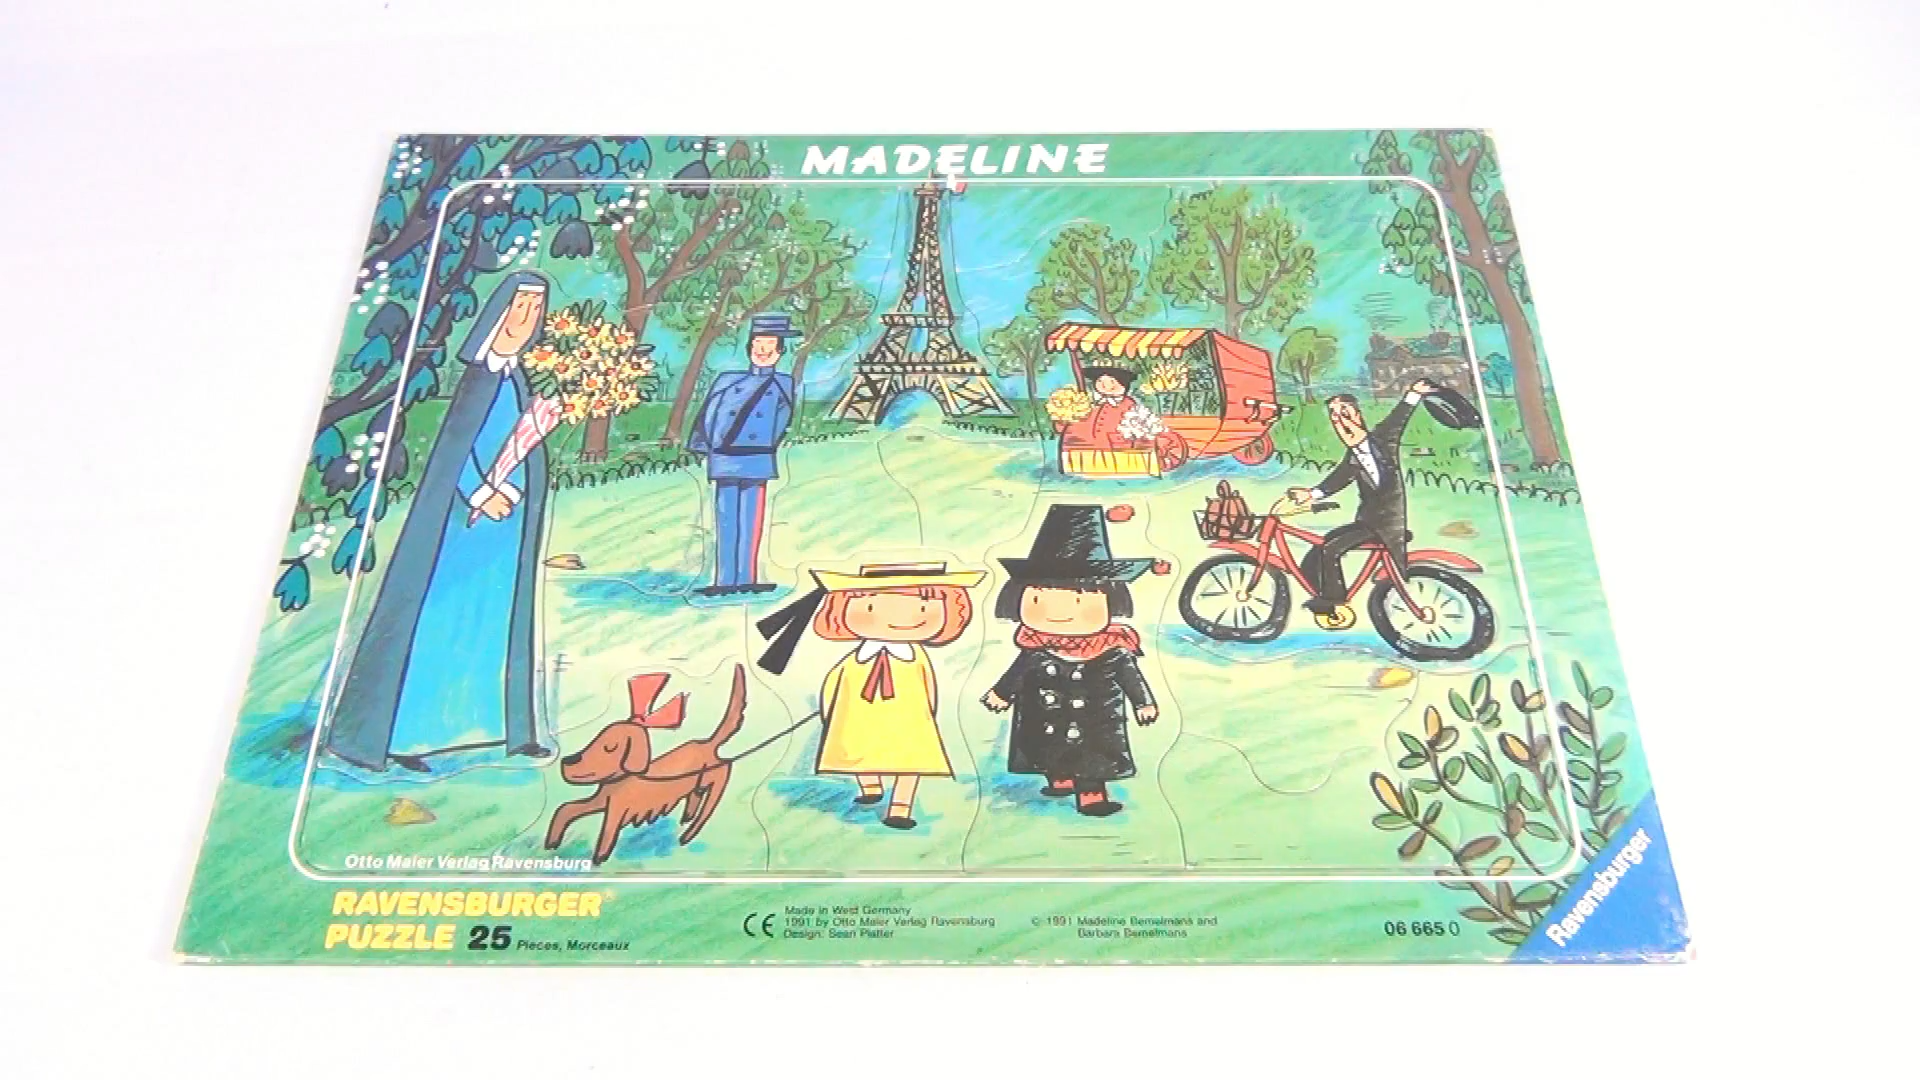 MADELINE
Otto Maier Verlag Ravensburg
RAVENSBURGER®
PUZZLE 25 Pieces, Morceaux
CE
Made in West Germany
1991 by Otto Maier Verlag Ravensburg
Design: Sean Platter
© 1991 Madeline Bemelmans and
Barbara Bemelmans
06 665 0
Ravensburger